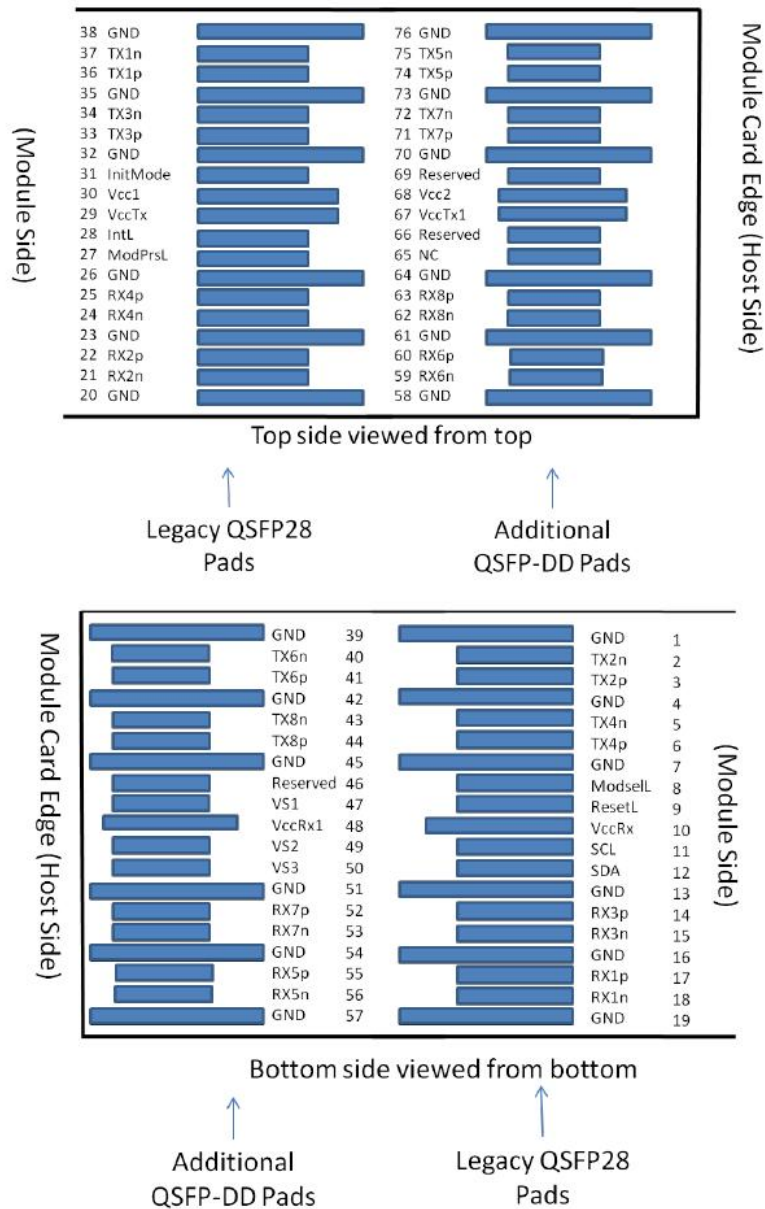 38 GND 76 GND
37 TX1n 75 TX5n
36 TX1p 74 TX5p
35 GND 73 GND
34 TX3n 72 TX7n
33 TX3p 71 TX7p
32 GND 70 GND
31 InitMode 69 Reserved
30 Vcc1 68 Vcc2
29 VccTx 67 VccTx1
28 IntL 66 Reserved
27 ModPrsL 65 NC
26 GND 64 GND
25 RX4p 63 RX8p
24 RX4n 62 RX8n
23 GND 61 GND
22 RX2p 60 RX6p
21 RX2n 59 RX6n
20 GND 58 GND
(Module Side)
Module Card Edge (Host Side)
Top side viewed from top
Legacy QSFP28
Pads
Additional
QSFP-DD Pads
Module Card Edge (Host Side)
GND 39 GND 1
TX6n 40 TX2n 2
TX6p 41 TX2p 3
GND 42 GND 4
TX8n 43 TX4n 5
TX8p 44 TX4p 6
GND 45 GND 7
Reserved 46 ModselL 8
VS1 47 ResetL 9
VccRx1 48 VccRx 10
VS2 49 SCL 11
VS3 50 SDA 12
GND 51 GND 13
RX7p 52 RX3p 14
RX7n 53 RX3n 15
GND 54 GND 16
RX5p 55 RX1p 17
RX5n 56 RX1n 18
GND 57 GND 19
(Module Side)
Bottom side viewed from bottom
Additional
QSFP-DD Pads
Legacy QSFP28
Pads